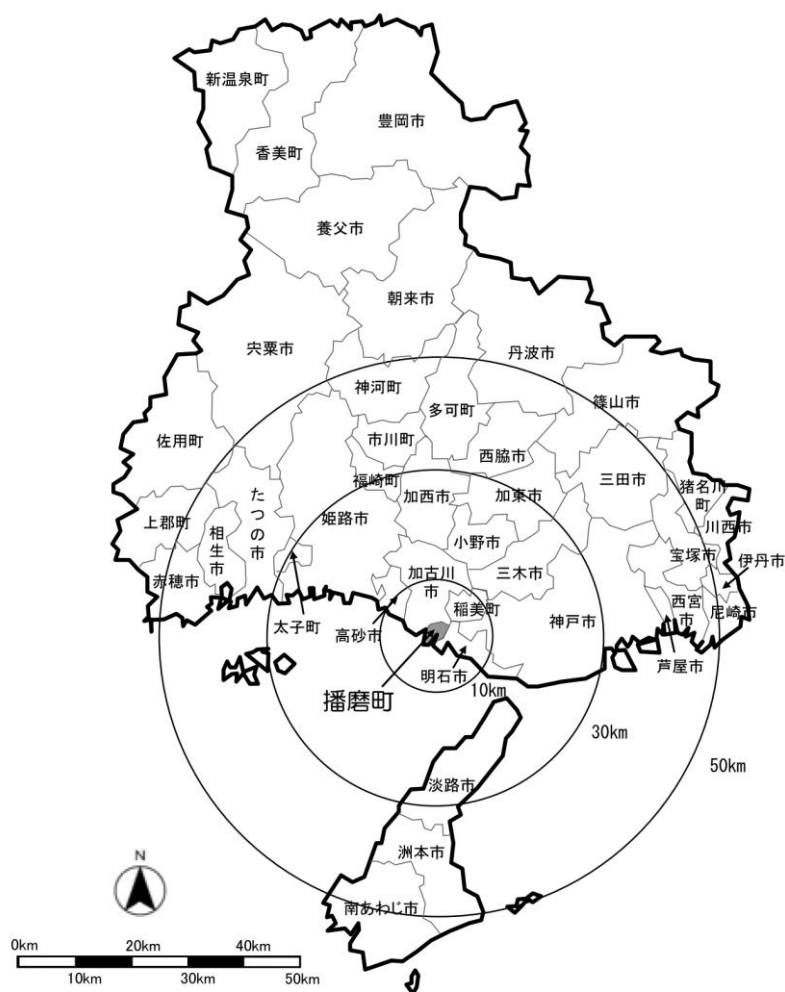 新温泉町
香美町
豊岡市
養父市
朝来市
宍粟市
丹波市
神河町
多可町
篠山市
佐用町
市川町
西脇市
三田市
猪名川
町
福崎町
加西市
加東市
たつの市
上郡町
相生市
姫路市
川西市
小野市
宝塚市
伊丹市
赤穂市
加古川
市
三木市
稲美町
神戸市
西宮
市
尼崎市
太子町
高砂市
明石市
芦屋市
播磨町
10km
30km
50km
淡路市
洲本市
南あわじ市
N
0km
20km
40km
10km
30km
50km